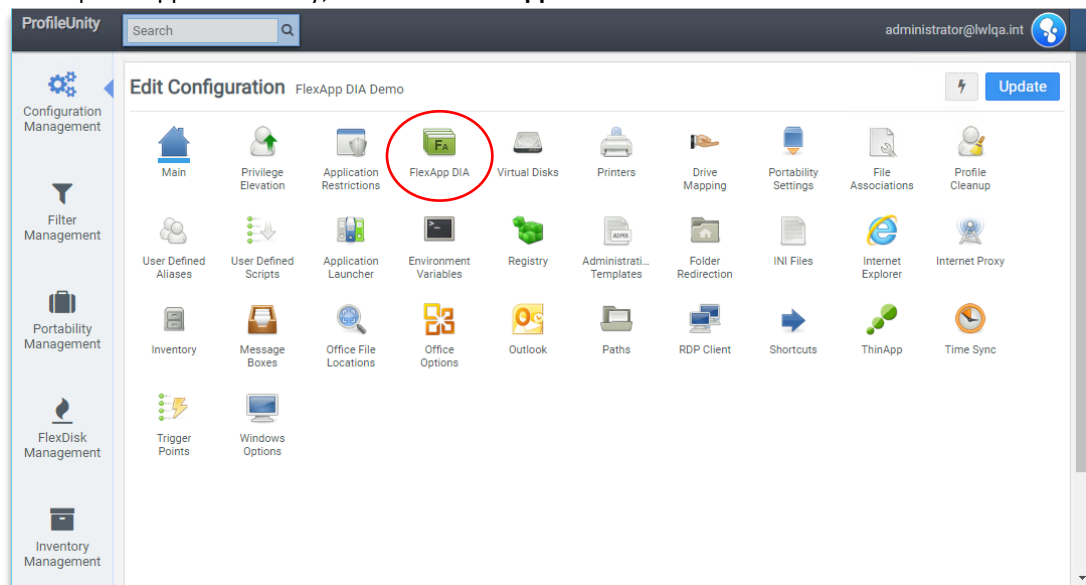 ProfileUnity
Search
administrator@lwlqa.int
Configuration
Management
Filter
Management
Portability
Management
FlexDisk
Management
Inventory
Management
Edit Configuration FlexApp DIA Demo
Update
Main
Privilege
Elevation
Application
Restrictions
FA
FlexApp DIA
Virtual Disks
Printers
Drive
Mapping
Portability
Settings
File
Associations
Profile
Cleanup
User Defined
Aliases
User Defined
Scripts
Application
Launcher
Environment
Variables
Registry
ADMX
Administrati...
Templates
Folder
Redirection
INI Files
Internet
Explorer
Internet Proxy
Inventory
Message
Boxes
Office File
Locations
Office
Options
Outlook
Paths
RDP Client
Shortcuts
ThinApp
Time Sync
Trigger
Points
Windows
Options